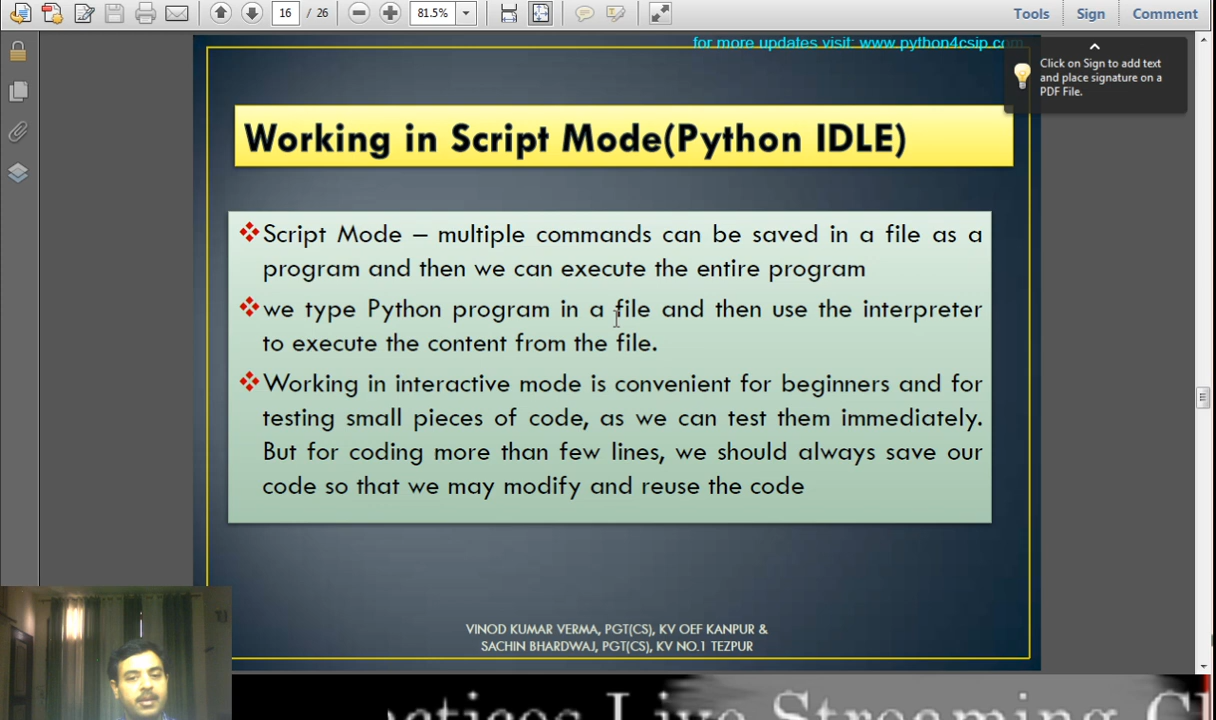 16 / 26
81.5%
Tools
Sign
Comment
for more updates visit: www.python4csip.com
Click on Sign to add text
and place signature on a
PDF File.
Working in Script Mode(Python IDLE)
Script Mode – multiple commands can be saved in a file as a
program and then we can execute the entire program
we type Python program in a file and then use the interpreter
to execute the content from the file.
Working in interactive mode is convenient for beginners and for
testing small pieces of code, as we can test them immediately.
But for coding more than few lines, we should always save our
code so that we may modify and reuse the code
VINOD KUMAR VERMA, PGT(CS), KV OEF KANPUR &
SACHIN BHARDWAJ, PGT(CS), KV NO.1 TEZPUR
Live Streaming